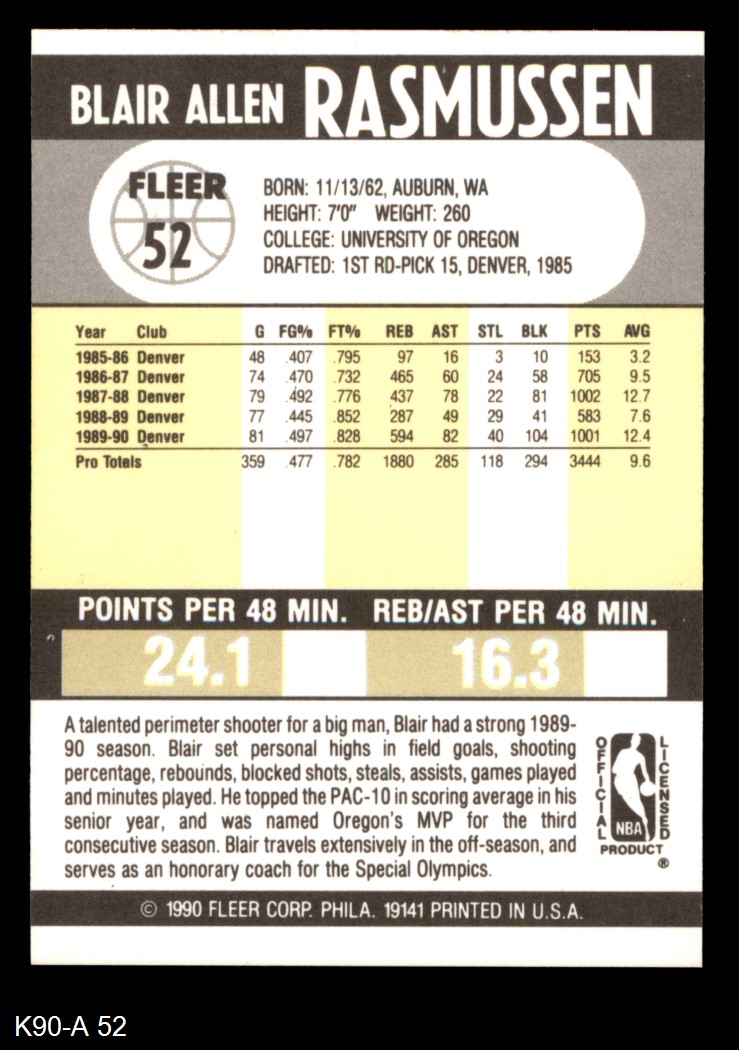 BLAIR ALLEN RASMUSSEN
FLEER
52
BORN: 11/13/62, AUBURN, WA
HEIGHT: 7'0" WEIGHT: 260
COLLEGE: UNIVERSITY OF OREGON
DRAFTED: 1ST RD-PICK 15, DENVER, 1985
Year Club G FG% FT% REB AST STL BLK PTS AVG
1985-86 Denver 48 .407 .795 97 16 3 10 153 3.2
1986-87 Denver 74 .470 .732 465 60 24 58 705 9.5
1987-88 Denver 79 .492 .776 437 78 22 81 1002 12.7
1988-89 Denver 77 .445 .852 287 49 29 41 583 7.6
1989-90 Denver 81 .497 .828 594 82 40 104 1001 12.4
Pro Totals 359 .477 .782 1880 285 118 294 3444 9.6
POINTS PER 48 MIN. REB/AST PER 48 MIN.
24.1 16.3
A talented perimeter shooter for a big man, Blair had a strong 1989-
90 season. Blair set personal highs in field goals, shooting
percentage, rebounds, blocked shots, steals, assists, games played
and minutes played. He topped the PAC-10 in scoring average in his
senior year, and was named Oregon's MVP for the third
consecutive season. Blair travels extensively in the off-season, and
serves as an honorary coach for the Special Olympics.
OFFICIAL LICENSED
NBA
PRODUCT
®
© 1990 FLEER CORP. PHILA. 19141 PRINTED IN U.S.A.
K90-A 52